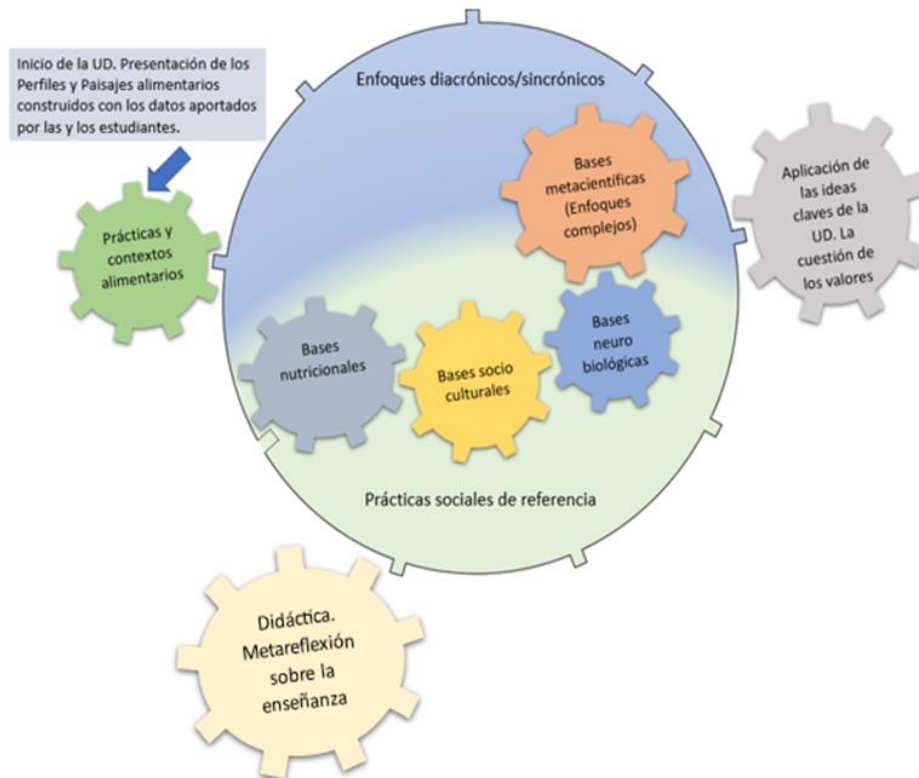 Inicio de la UD. Presentación de los
Perfiles y Paisajes alimentarios
construidos con los datos aportados
por las y los estudiantes.
Enfoques diacrónicos/sincrónicos
Prácticas y
contextos
alimentarios
Bases
metacientíficas
(Enfoques
complejos)
Aplicación de
las ideas
claves de la
UD. La
cuestión de
los valores
Bases
nutricionales
Bases socio
culturales
Bases
neuro
biológicas
Prácticas sociales de referencia
Didáctica.
Metareflexión
sobre la
enseñanza